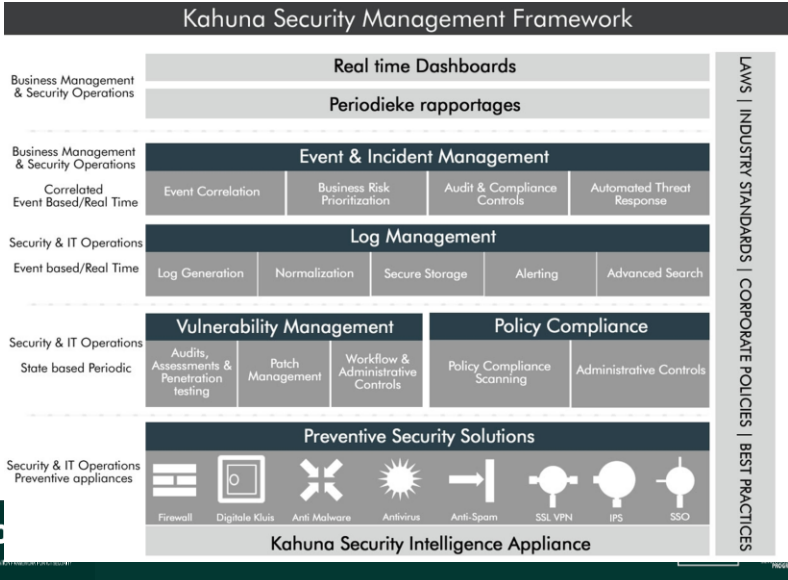 Kahuna Security Management Framework
Business Management
& Security Operations
Real time Dashboards
Periodieke rapportages
Business Management
& Security Operations
Correlated
Event Based/Real Time
Event & Incident Management
Event Correlation
Business Risk
Prioritization
Audit & Compliance
Controls
Automated Threat
Response
Security & IT Operations
Event based/Real Time
Log Management
Log Generation
Normalization
Secure Storage
Alerting
Advanced Search
Security & IT Operations
State based Periodic
Vulnerability Management
Audits,
Assessments &
Penetration
testing
Patch
Management
Workflow &
Administrative
Controls
Policy Compliance
Policy Compliance
Scanning
Administrative Controls
Security & IT Operations
Preventive appliances
Preventive Security Solutions
Firewall
Digitale Kluis
Anti Malware
Antivirus
Anti-Spam
SSL VPN
IPS
SSO
Kahuna Security Intelligence Appliance
LAWS | INDUSTRY STANDARDS | CORPORATE POLICIES | BEST PRACTICES